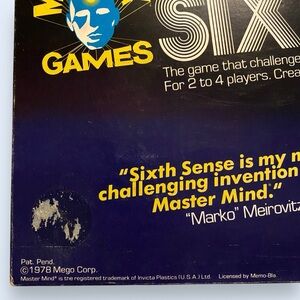 M
GAMES
SIX
The game that challenge
For 2 to 4 players. Crea
"Sixth Sense is my m
challenging invention
Master Mind."
"Marko" Meirovitz
Pat. Pend.
©1978 Mego Corp.
Master Mind® is the registered trademark of Invicta Plastics (U.S.A.) Ltd. Licensed by Memo-Bla.